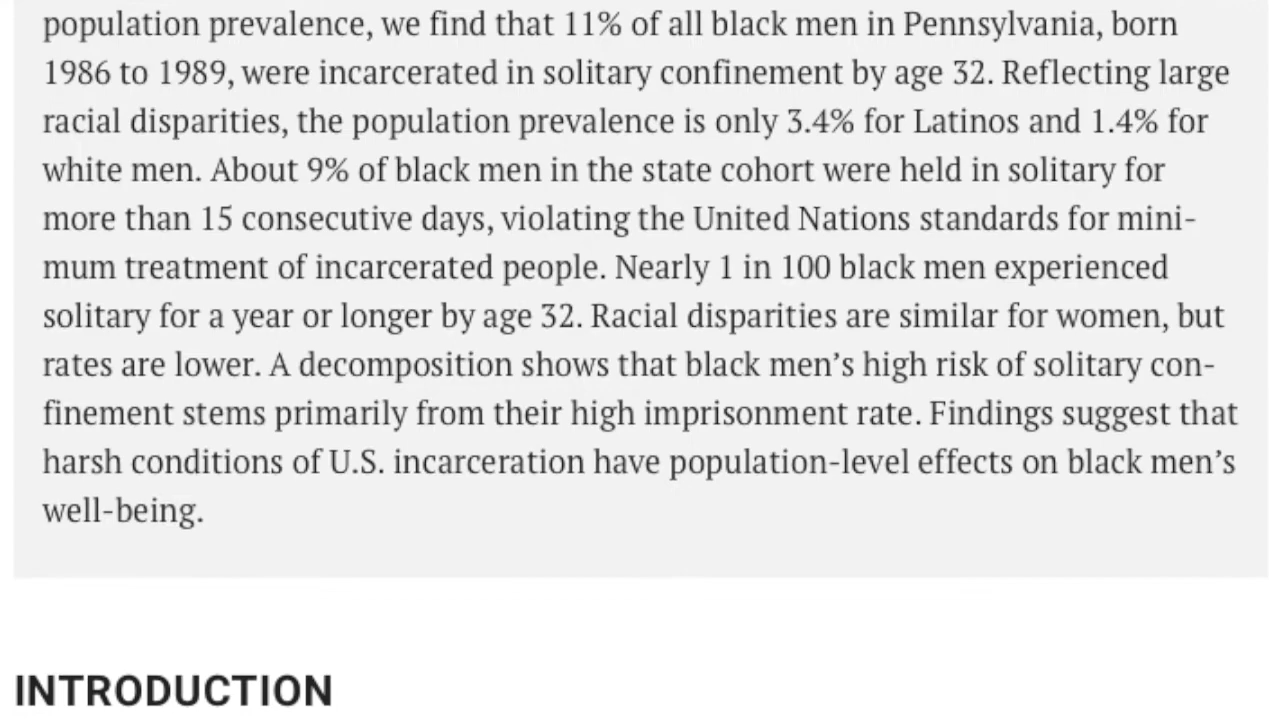 population prevalence, we find that 11% of all black men in Pennsylvania, born
1986 to 1989, were incarcerated in solitary confinement by age 32. Reflecting large
racial disparities, the population prevalence is only 3.4% for Latinos and 1.4% for
white men. About 9% of black men in the state cohort were held in solitary for
more than 15 consecutive days, violating the United Nations standards for mini-
mum treatment of incarcerated people. Nearly 1 in 100 black men experienced
solitary for a year or longer by age 32. Racial disparities are similar for women, but
rates are lower. A decomposition shows that black men’s high risk of solitary con-
finement stems primarily from their high imprisonment rate. Findings suggest that
harsh conditions of U.S. incarceration have population-level effects on black men’s
well-being.
INTRODUCTION